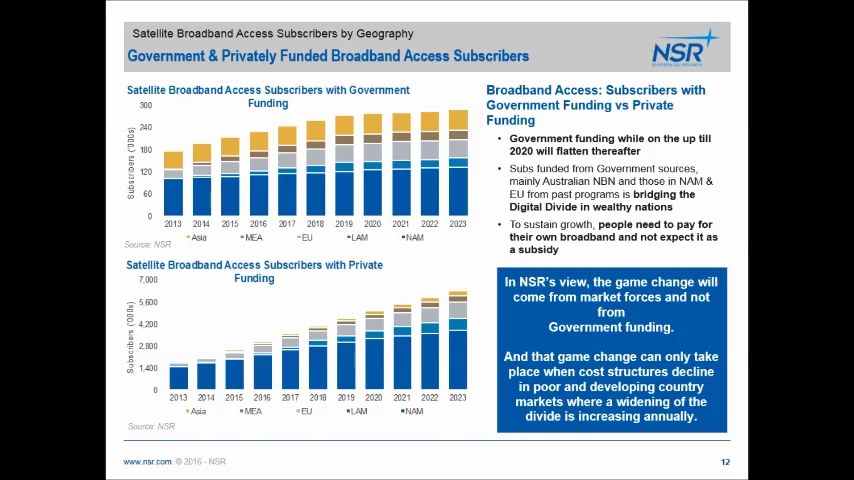 Satellite Broadband Access Subscribers by Geography
Government & Privately Funded Broadband Access Subscribers
NSR
Satellite Broadband Access Subscribers with Government
Funding
300
240
180
120
60
0
Subscribers ('000s)
2013 2014 2015 2016 2017 2018 2019 2020 2021 2022 2023
Asia MEA EU LAM NAM
Source: NSR
Satellite Broadband Access Subscribers with Private
Funding
7,000
5,600
4,200
2,800
1,400
0
Subscribers ('000s)
2013 2014 2015 2016 2017 2018 2019 2020 2021 2022 2023
Asia MEA EU LAM NAM
Source: NSR
Broadband Access: Subscribers with
Government Funding vs Private
Funding
• Government funding while on the up till
2020 will flatten thereafter
• Subs funded from Government sources,
mainly Australian NBN and those in NAM &
EU from past programs is bridging the
Digital Divide in wealthy nations
• To sustain growth, people need to pay for
their own broadband and not expect it as
a subsidy
In NSR's view, the game change will
come from market forces and not
from
Government funding.
And that game change can only take
place when cost structures decline
in poor and developing country
markets where a widening of the
divide is increasing annually.
www.nsr.com © 2016 - NSR
12